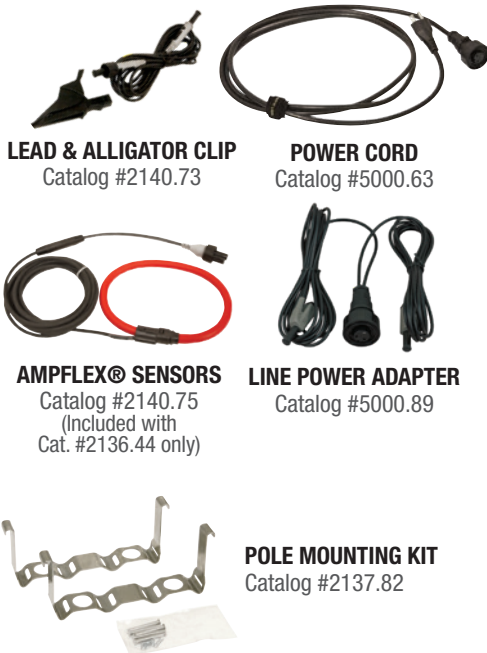 LEAD & ALLIGATOR CLIP
Catalog #2140.73
POWER CORD
Catalog #5000.63
AMPFLEX® SENSORS
Catalog #2140.75
(Included with
Cat. #2136.44 only)
LINE POWER ADAPTER
Catalog #5000.89
POLE MOUNTING KIT
Catalog #2137.82